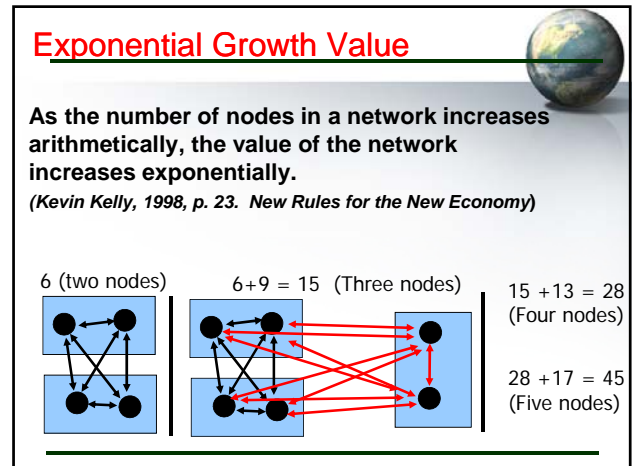 Exponential Growth Value
As the number of nodes in a network increases
arithmetically, the value of the network
increases exponentially.
(Kevin Kelly, 1998, p. 23. New Rules for the New Economy)
6 (two nodes)
6+9 = 15 (Three nodes)
15 +13 = 28
(Four nodes)
28 +17 = 45
(Five nodes)